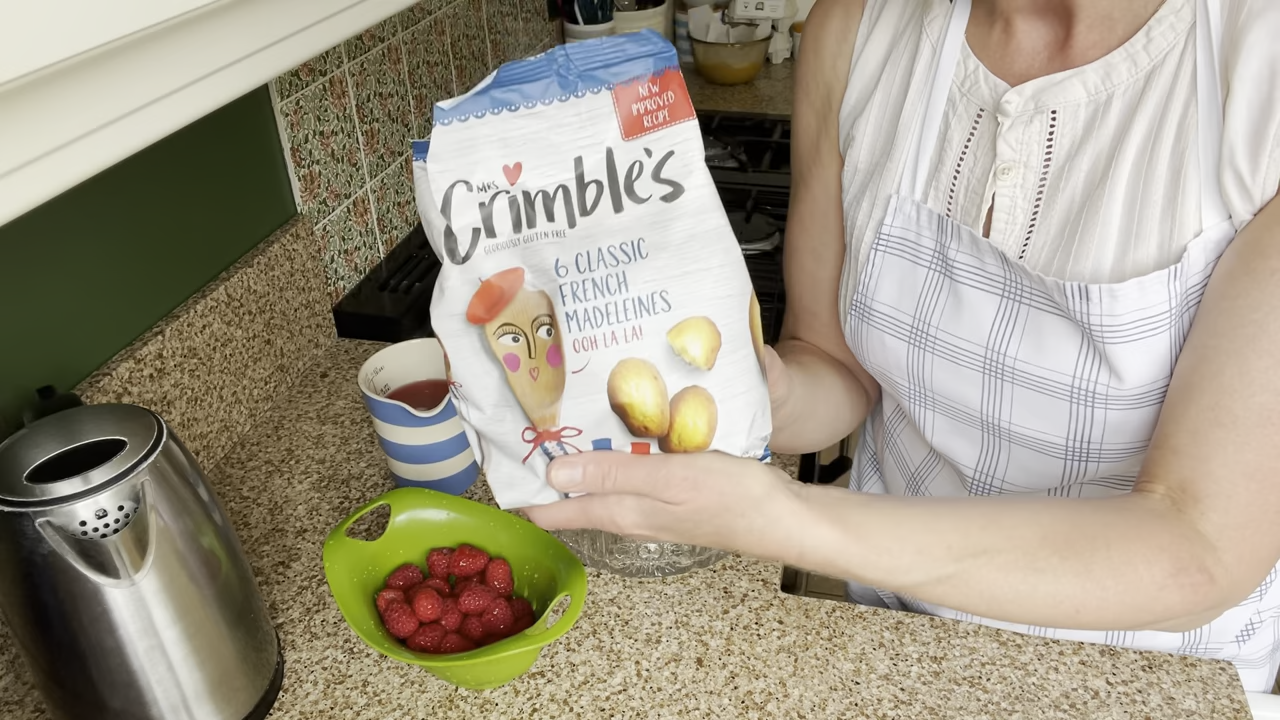 NEW
IMPROVED
RECIPE
MRS
Crimble's
GLORIOUSLY GLUTEN FREE
6 CLASSIC
FRENCH
MADELEINES
OOH LA LA!